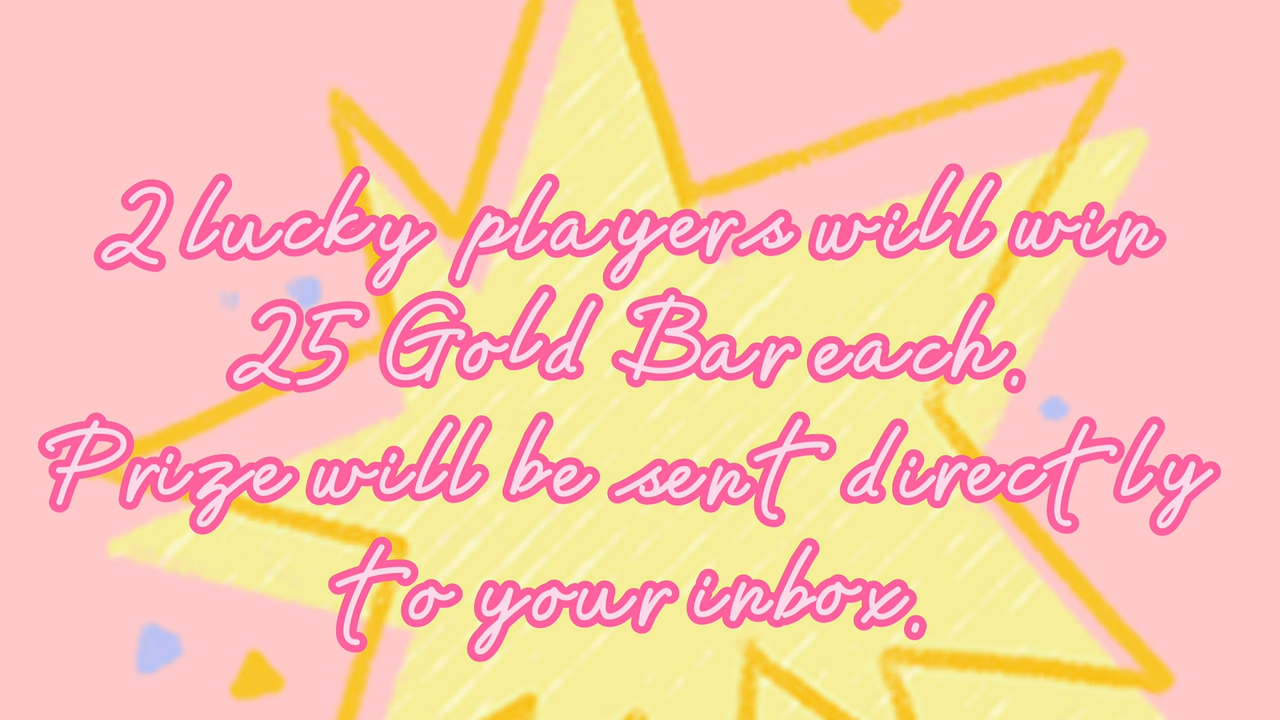 2 lucky players will win
25 Gold Bar each.
Prize will be sent directly
to your inbox.